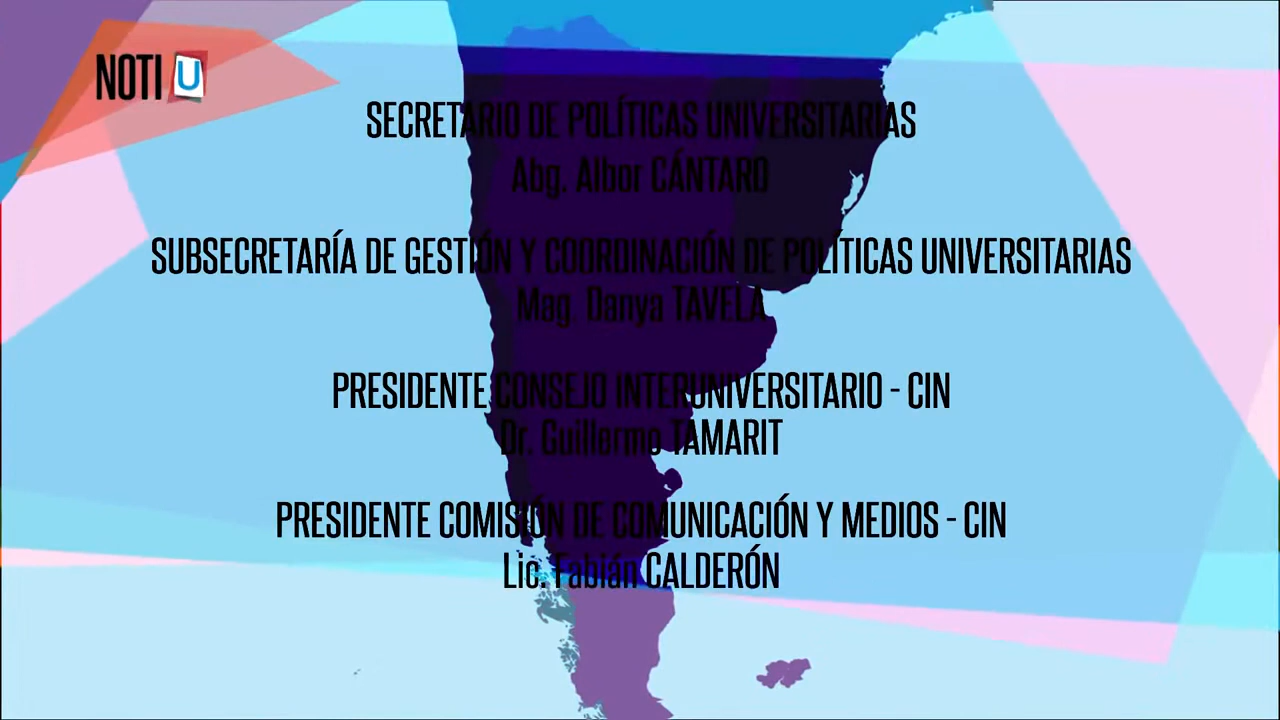 NOTI U
SECRETARIO DE POLÍTICAS UNIVERSITARIAS
Abg. Albor CÁNTARO
SUBSECRETARÍA DE GESTIÓN Y COORDINACIÓN DE POLÍTICAS UNIVERSITARIAS
Mag. Danya TAVELA
PRESIDENTE CONSEJO INTERUNIVERSITARIO - CIN
Dr. Guillermo TAMARIT
PRESIDENTE COMISIÓN DE COMUNICACIÓN Y MEDIOS - CIN
Lic. Fabián CALDERÓN